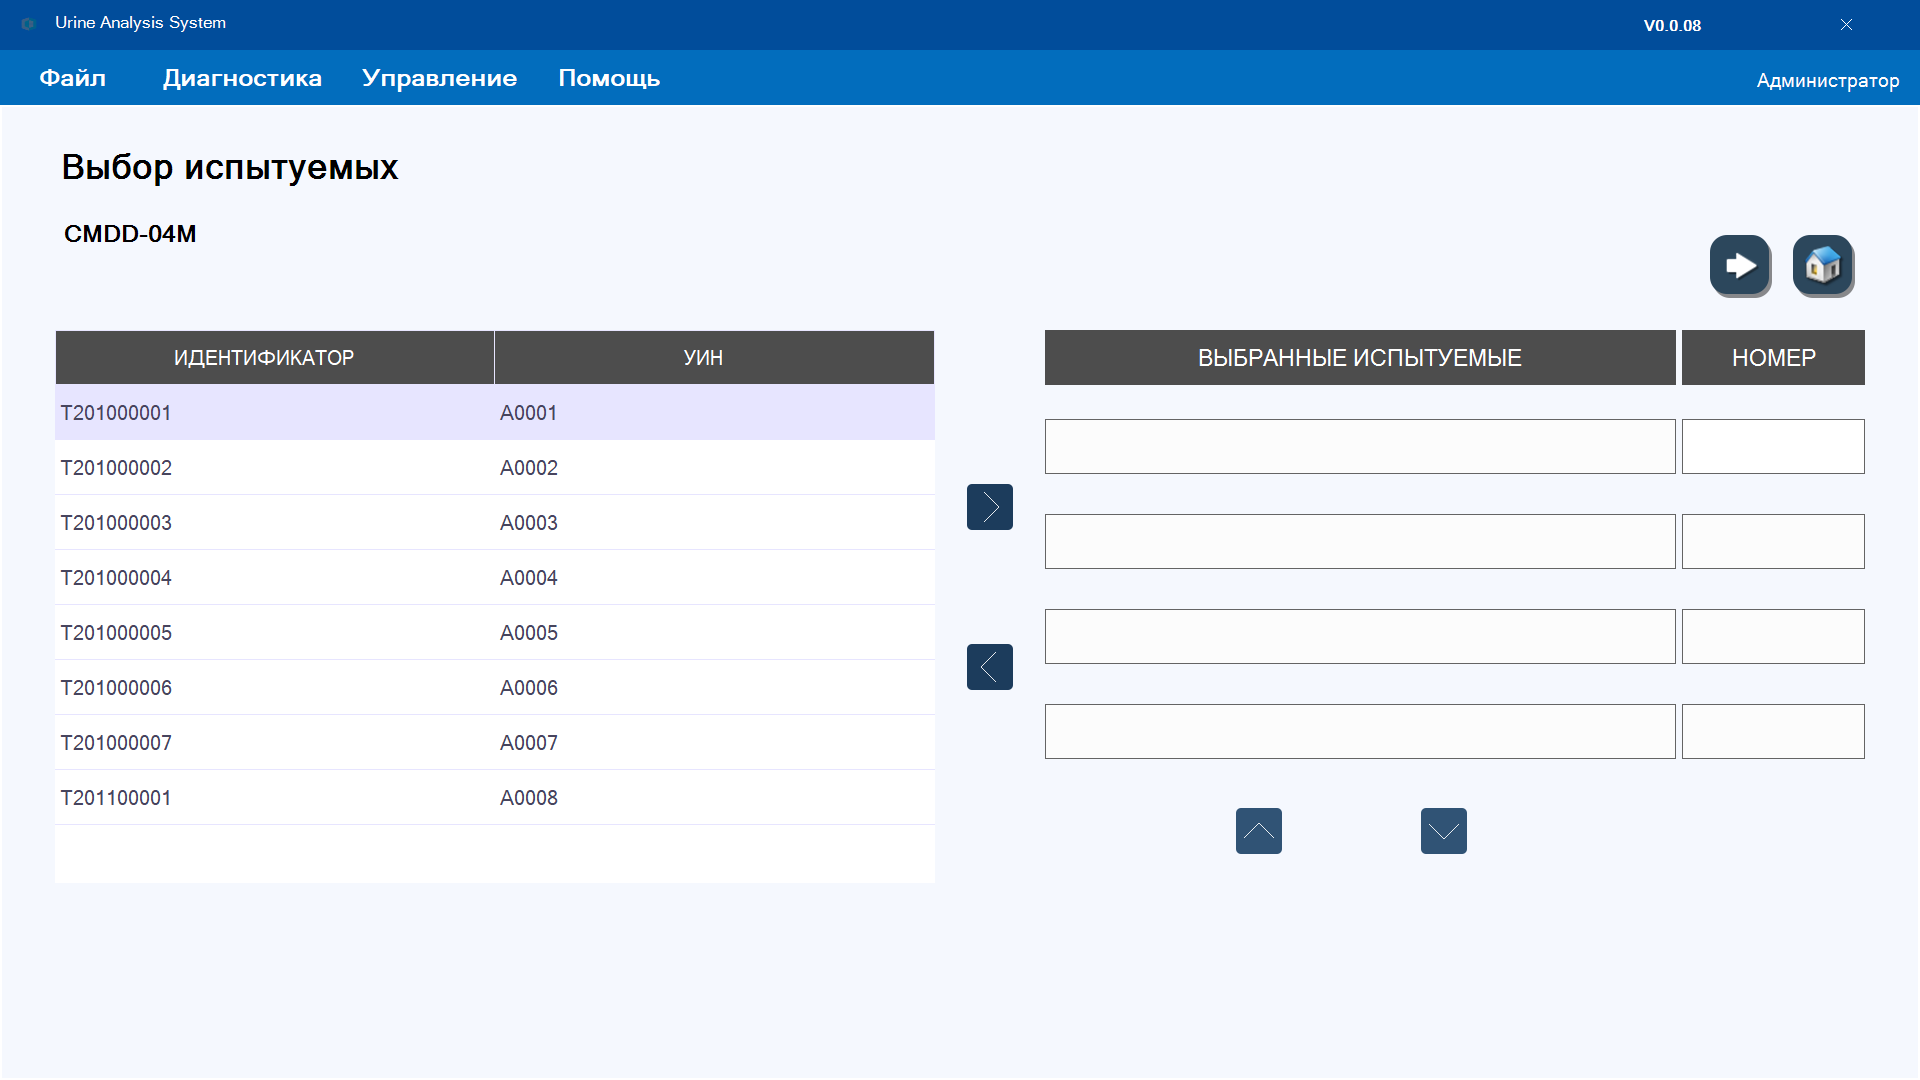 Urine Analysis System
V0.0.08
Файл Диагностика Управление Помощь
Администратор
Выбор испытуемых
CMDD-04M
ИДЕНТИФИКАТОР УИН
T201000001 A0001
T201000002 A0002
T201000003 A0003
T201000004 A0004
T201000005 A0005
T201000006 A0006
T201000007 A0007
T201100001 A0008
ВЫБРАННЫЕ ИСПЫТУЕМЫЕ НОМЕР